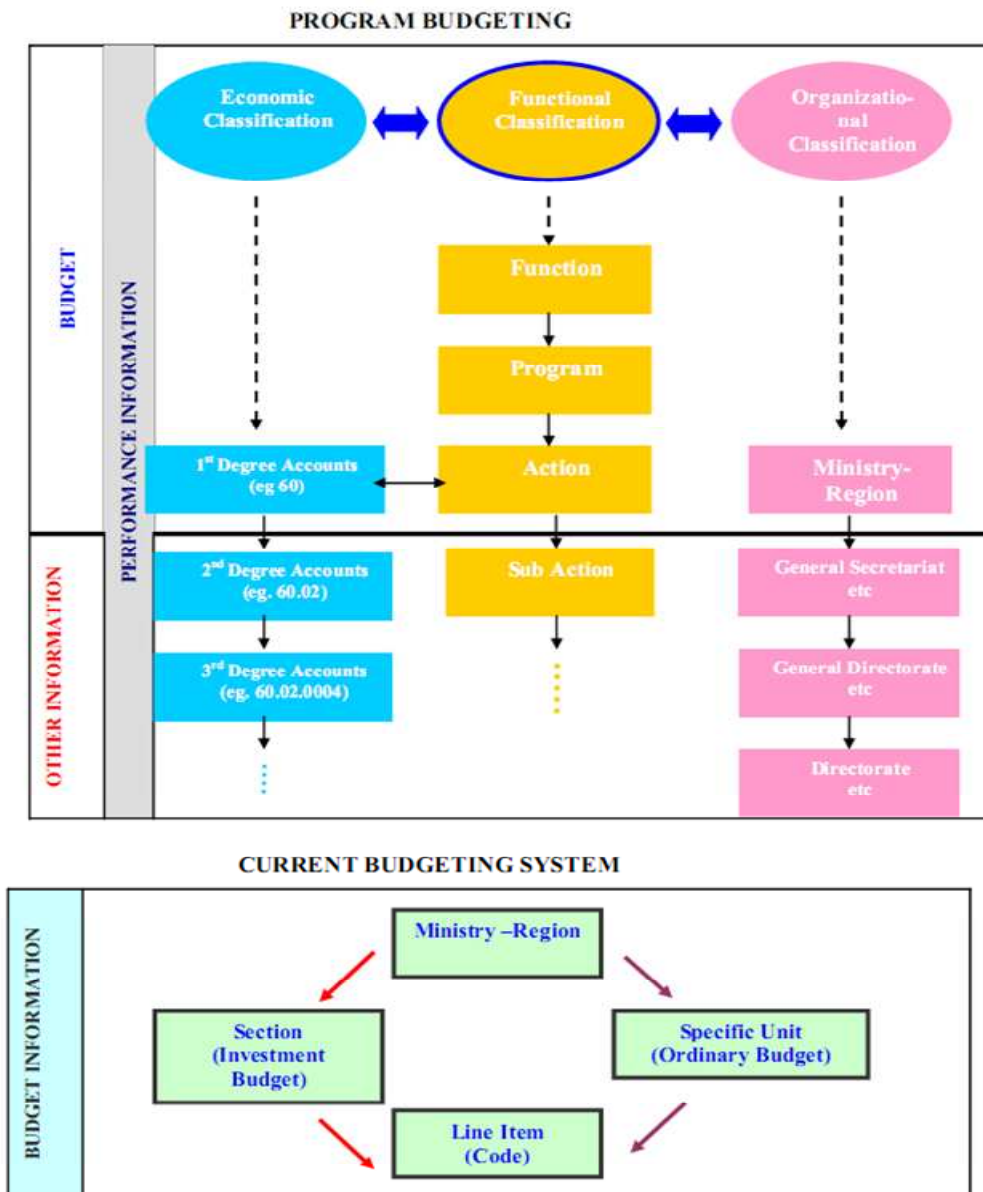 PROGRAM BUDGETING
BUDGET
OTHER INFORMATION
PERFORMANCE INFORMATION
Economic
Classification
Functional
Classification
Organizatio-
nal
Classification
Function
Program
1st Degree Accounts
(eg 60)
Action
Ministry-
Region
2nd Degree Accounts
(eg. 60.02)
Sub Action
General Secretariat
etc
3rd Degree Accounts
(eg. 60.02.0004)
General Directorate
etc
Directorate
etc
CURRENT BUDGETING SYSTEM
BUDGET INFORMATION
Ministry –Region
Section
(Investment
Budget)
Specific Unit
(Ordinary Budget)
Line Item
(Code)